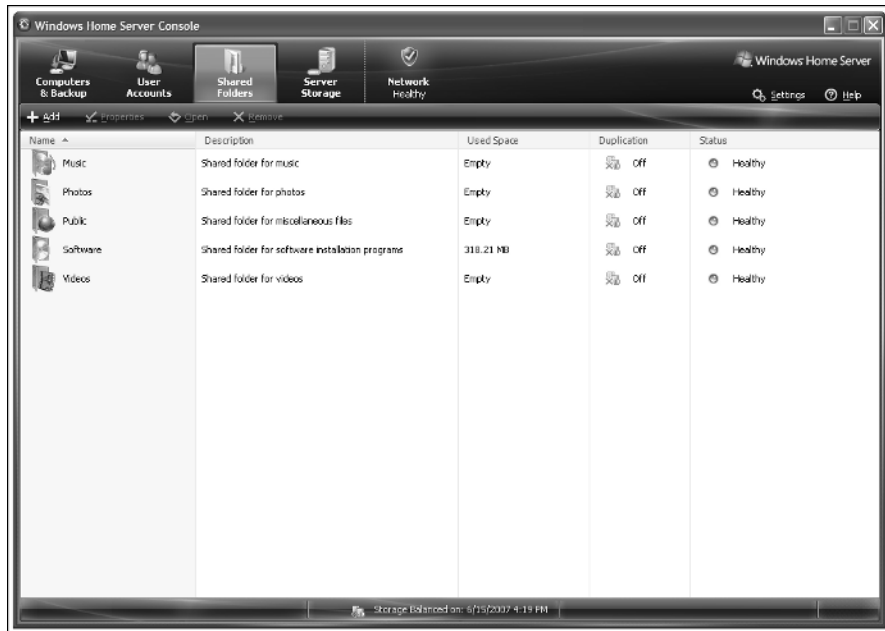 Windows Home Server Console
Computers & Backup
User Accounts
Shared Folders
Server Storage
Network Healthy
Windows Home Server
Settings
Help
Add
Properties
Open
Remove
Name Description Used Space Duplication Status
Music Shared folder for music Empty Off Healthy
Photos Shared folder for photos Empty Off Healthy
Public Shared folder for miscellaneous files Empty Off Healthy
Software Shared folder for software installation programs 318.21 MB Off Healthy
Videos Shared folder for videos Empty Off Healthy
Storage Balanced on: 6/15/2007 4:19 PM